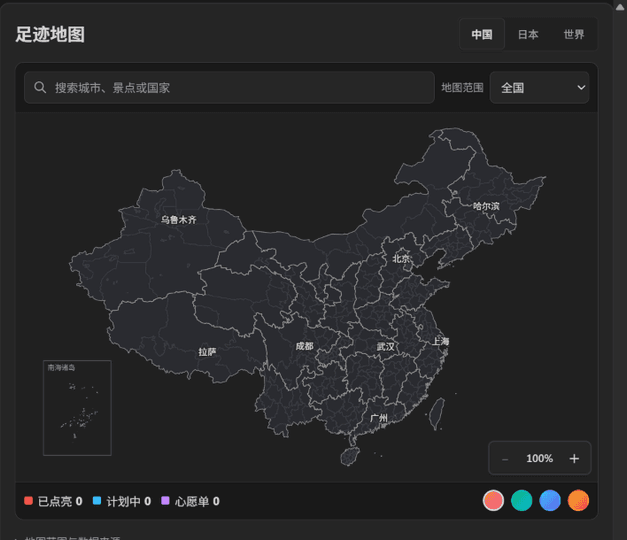 足迹地图
中国 日本 世界
搜索城市、景点或国家 地图范围 全国
哈尔滨
乌鲁木齐
北京
上海
成都 武汉
拉萨
南海诸岛
广州
− 100% +
已点亮 0 计划中 0 心愿单 0